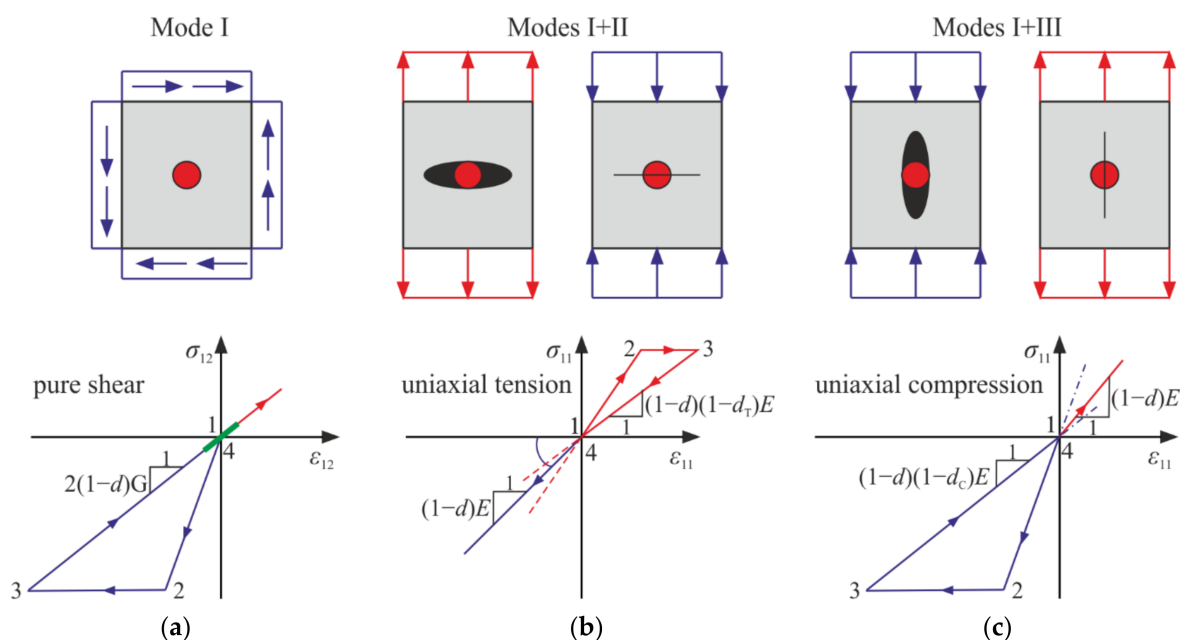 Mode I
Modes I+II
Modes I+III
σ12
pure shear
1
4
ε12
1
2(1−d)G
3
2
σ11
uniaxial tension
2
3
(1−d)(1−dT)E
1
1
4
ε11
1
(1−d)E
σ11
uniaxial compression
(1−d)E
1
1
4
ε11
1
(1−d)(1−dC)E
3
2
(a)
(b)
(c)